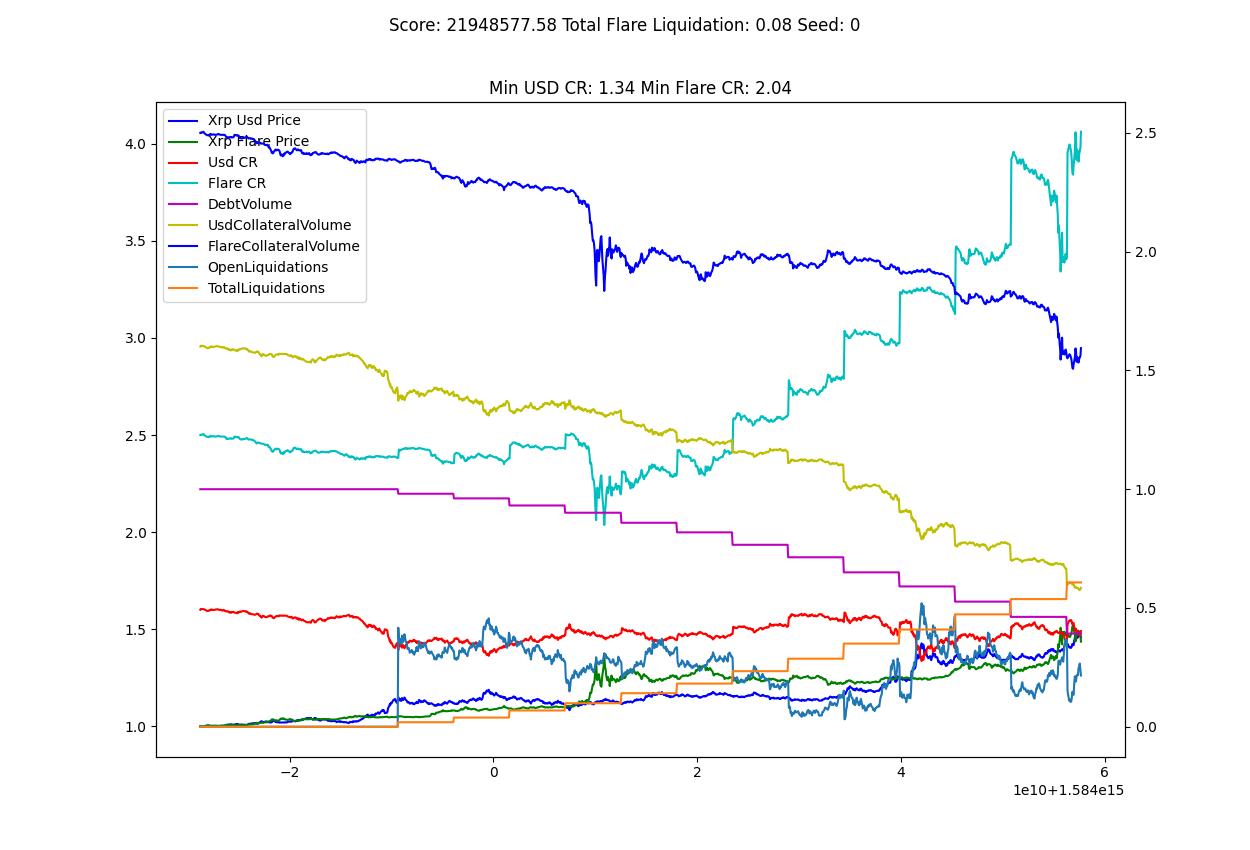 Score: 21948577.58 Total Flare Liquidation: 0.08 Seed: 0
Min USD CR: 1.34 Min Flare CR: 2.04
Xrp Usd Price
Xrp Flare Price
Usd CR
Flare CR
DebtVolume
UsdCollateralVolume
FlareCollateralVolume
OpenLiquidations
TotalLiquidations
4.0
3.5
3.0
2.5
2.0
1.5
1.0
2.5
2.0
1.5
1.0
0.5
0.0
−2 0 2 4 6
1e10+1.584e15